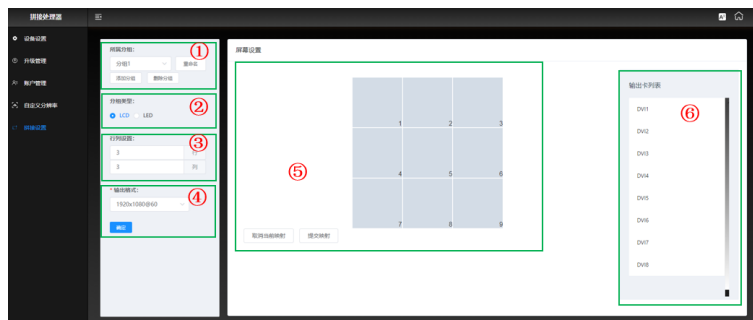 拼接处理器
设备设置
升级管理
账户管理
自定义分辨率
拼接设置
所属分组：
①
分组1
重命名
添加分组 删除分组
分组类型：
②
LCD LED
行列设置：
③
3 行
3 列
*输出格式：
④
1920x1080@60
确定
屏幕设置
1 2 3
4 5 6
7 8 9
⑤
取消当前映射 提交映射
输出卡列表
⑥
DVI1
DVI2
DVI3
DVI4
DVI5
DVI6
DVI7
DVI8